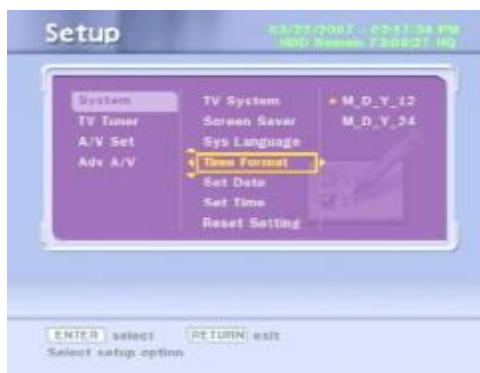 Setup
03/27/2007 - 02:17:34 PM
HDD Remain 73:08:27 HQ
System
TV System
M_D_Y_12
TV Tuner
Screen Saver
M_D_Y_24
A/V Set
Sys Language
Adv A/V
Time Format
Set Date
Set Time
Reset Setting
ENTER select
RETURN exit
Select setup option